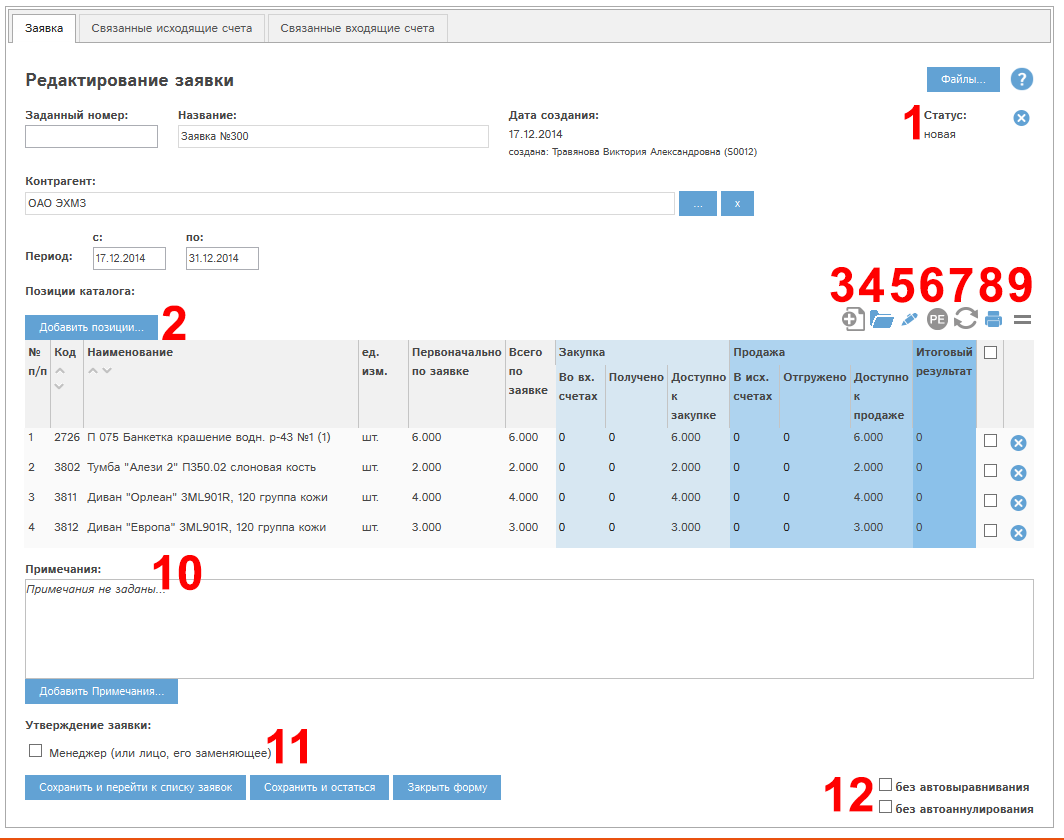 Заявка Связанные исходящие счета Связанные входящие счета
Редактирование заявки Файлы... ?
Заданный номер: Название: Дата создания: 1 Статус:
Заявка №300 17.12.2014 новая
создана: Травянова Виктория Александровна (S0012)
Контрагент:
ОАО ЭХМЗ ... x
с: по:
Период: 17.12.2014 31.12.2014
3456789
Позиции каталога:
Добавить позиции... 2 PE
№ п/п Код Наименование ед. изм. Первоначально по заявке Всего по заявке Закупка Продажа Итоговый результат
Во вх. счетах Получено Доступно к закупке В исх. счетах Отгружено Доступно к продаже
1 2726 П 075 Банкетка крашение водн. р-43 №1 (1) шт. 6.000 6.000 0 0 6.000 0 0 6.000 0
2 3802 Тумба "Алези 2" П350.02 слоновая кость шт. 2.000 2.000 0 0 2.000 0 0 2.000 0
3 3811 Диван "Орлеан" 3ML901R, 120 группа кожи шт. 4.000 4.000 0 0 4.000 0 0 4.000 0
4 3812 Диван "Европа" 3ML901R, 120 группа кожи шт. 3.000 3.000 0 0 3.000 0 0 3.000 0
Примечания: 10
Примечания не заданы...
Добавить Примечания...
Утверждение заявки:
Менеджер (или лицо, его заменяющее) 11
Сохранить и перейти к списку заявок Сохранить и остаться Закрыть форму
12 без автовыравнивания
без автоаннулирования